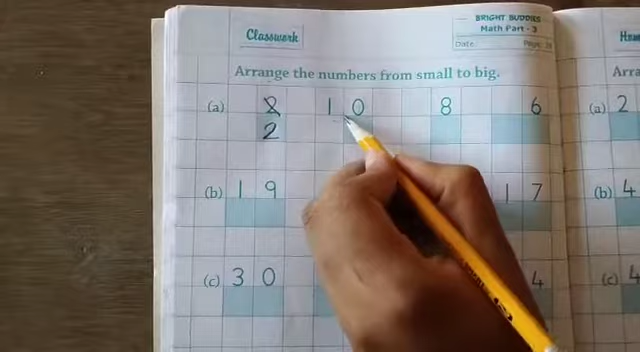 Classwork
BRIGHT BUDDIES
Math Part - 3
Date: Page:
Arrange the numbers from small to big.
(a) 2 10 8 6
2
(b) 19 17
(c) 30 4
(a) 2
(b) 4
(c) 4